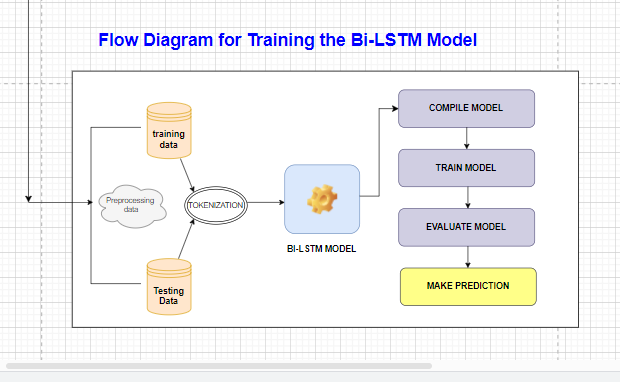 Flow Diagram for Training the Bi-LSTM Model
training
data
Preprocessing
data
TOKENIZATION
Testing
Data
BI-LSTM MODEL
COMPILE MODEL
TRAIN MODEL
EVALUATE MODEL
MAKE PREDICTION